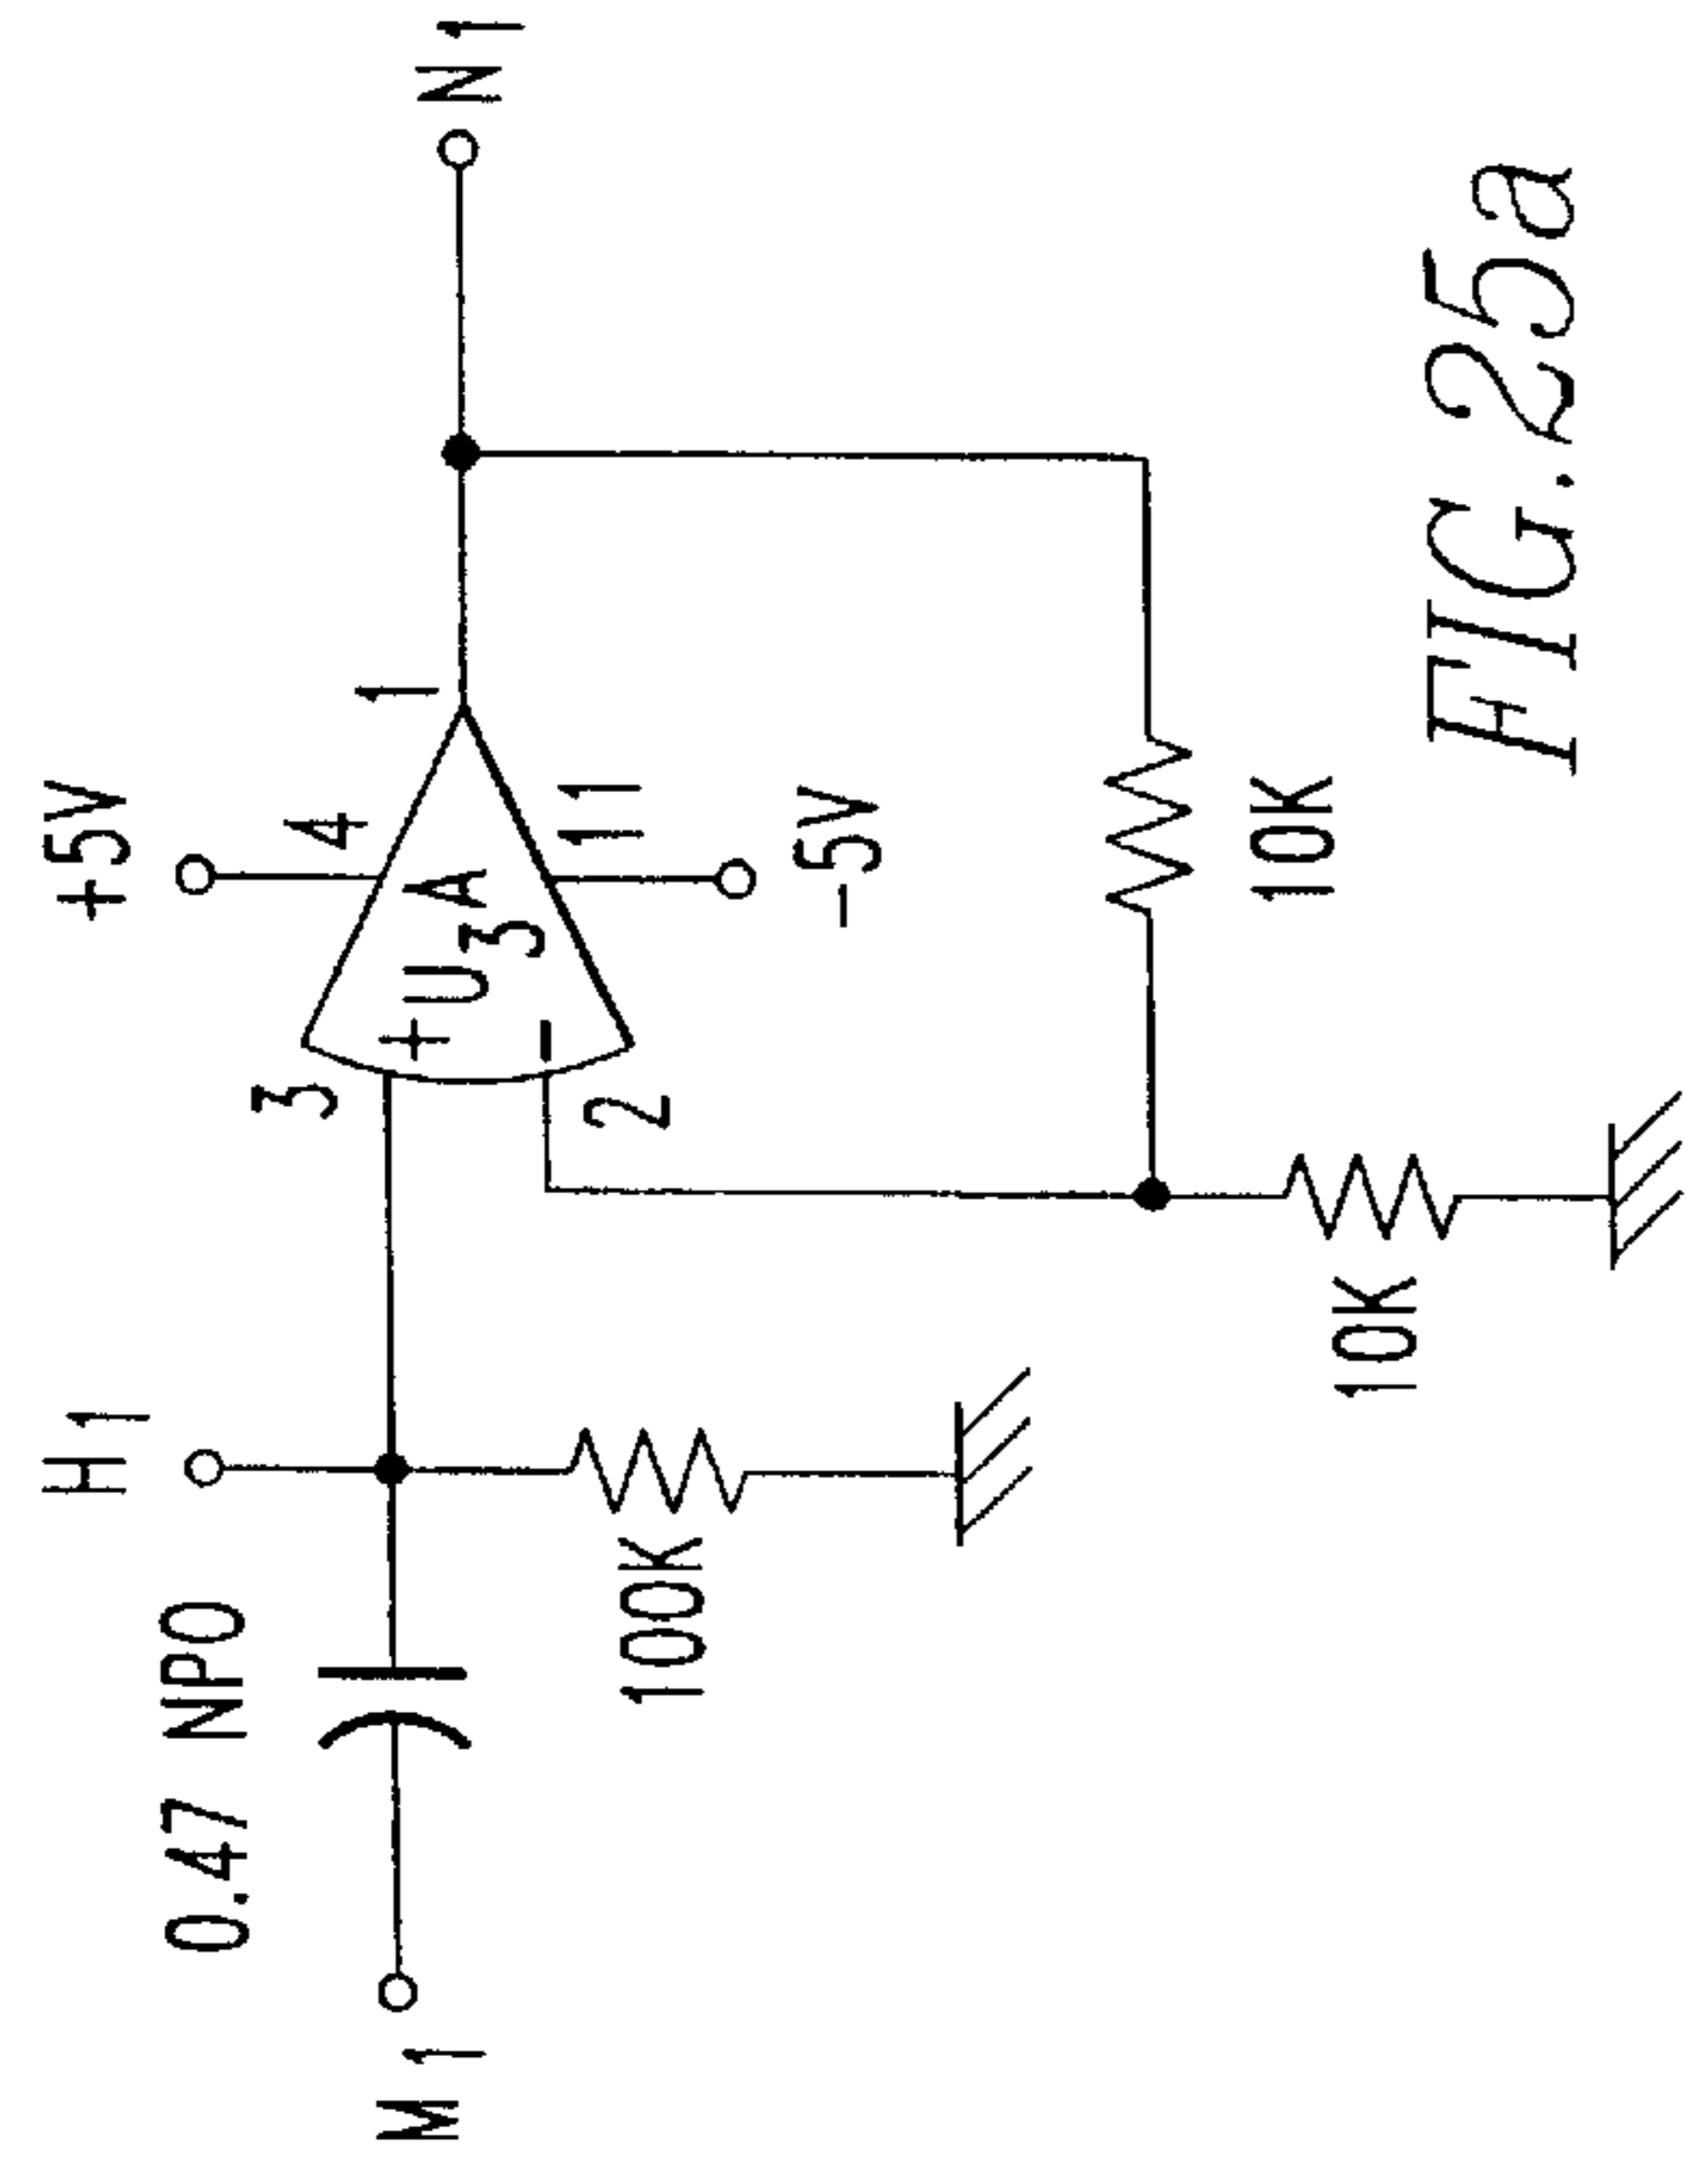 M1
0.47 NPO
H1
100K
3
+
2
-
U3A
+5V
4
11
-5V
1
10K
10K
N1
FIG. 25a